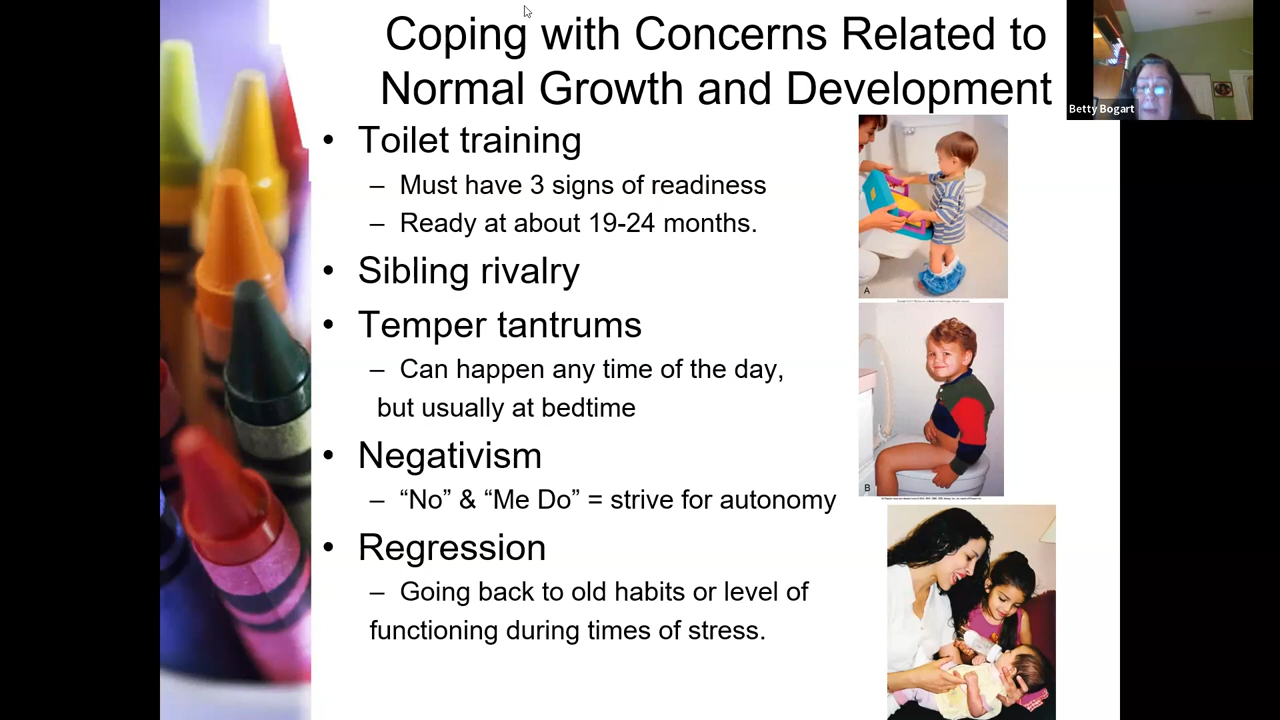 Coping with Concerns Related to
Normal Growth and Development
Betty Bogart
• Toilet training
– Must have 3 signs of readiness
– Ready at about 19-24 months.
• Sibling rivalry
• Temper tantrums
– Can happen any time of the day,
but usually at bedtime
• Negativism
– “No” & “Me Do” = strive for autonomy
• Regression
– Going back to old habits or level of
functioning during times of stress.
A
B